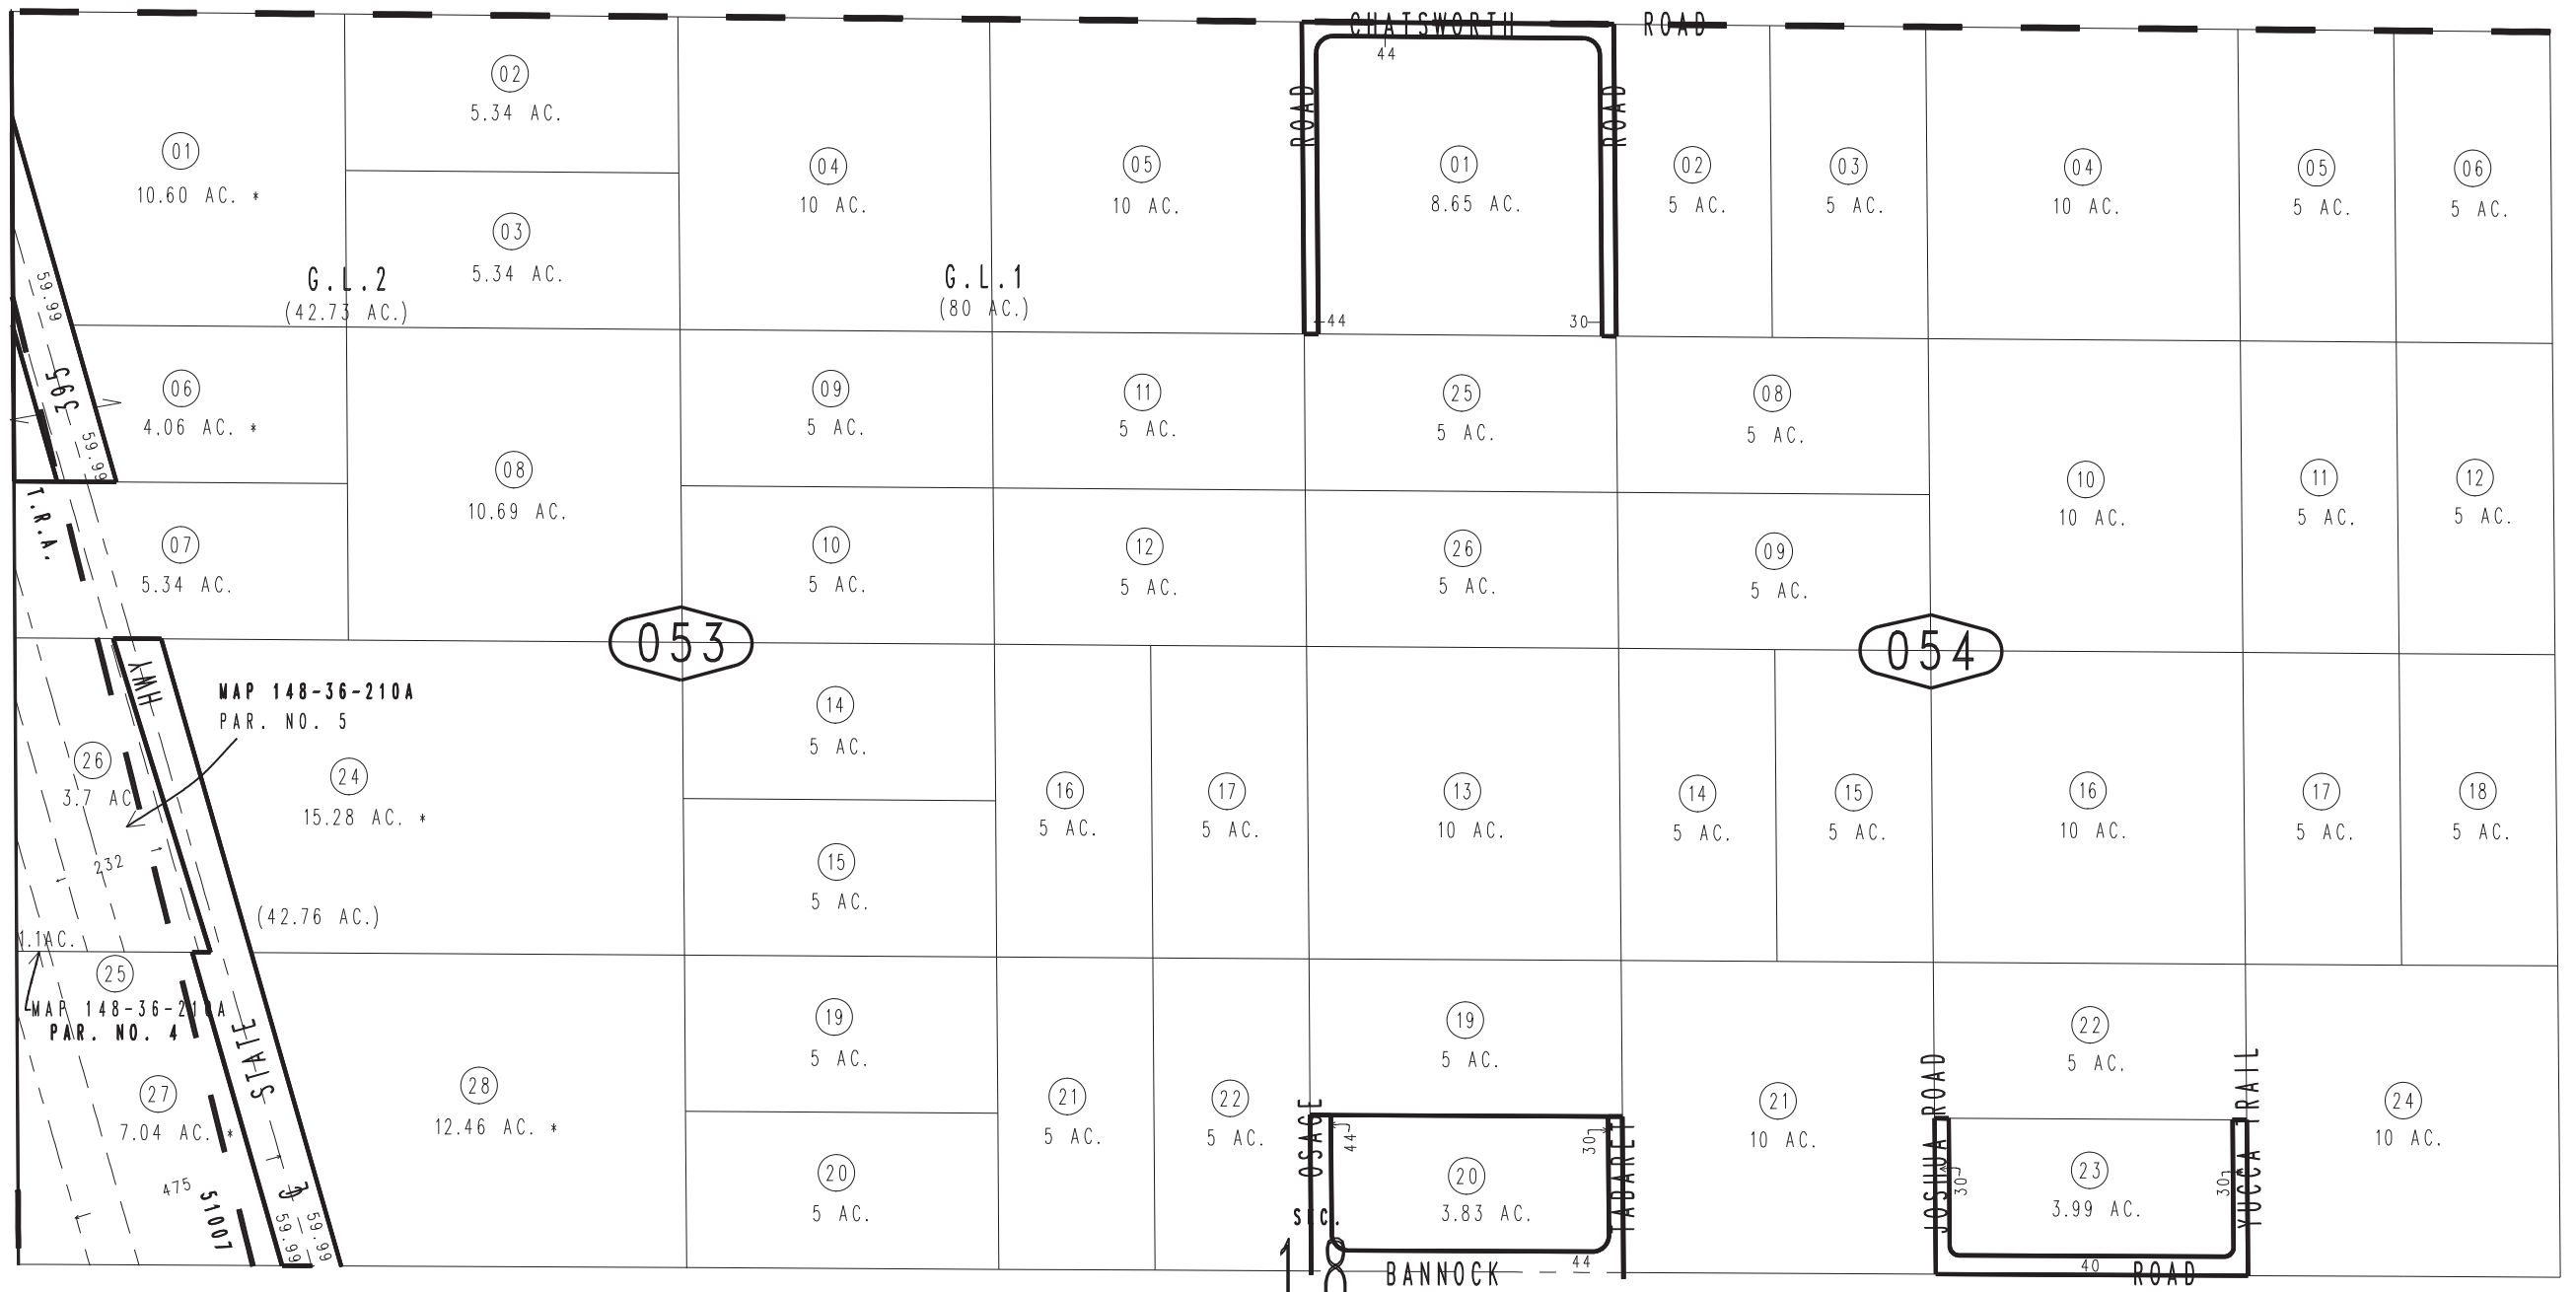 CHATSWORTH ROAD
44
02
5.34 AC.
01
10.60 AC. *
03
5.34 AC.
04
10 AC.
05
10 AC.
ROAD
01
8.65 AC.
ROAD
02
5 AC.
03
5 AC.
04
10 AC.
05
5 AC.
06
5 AC.
G.L.2
(42.73 AC.)
G.L.1
(80 AC.)
44
30
59.99
395
59.99
06
4.06 AC. *
08
10.69 AC.
09
5 AC.
11
5 AC.
25
5 AC.
08
5 AC.
10
10 AC.
11
5 AC.
12
5 AC.
T.R.A.
07
5.34 AC.
10
5 AC.
12
5 AC.
26
5 AC.
09
5 AC.
053
054
HWY
MAP 148-36-210A
PAR. NO. 5
26
3.7 AC
24
15.28 AC. *
14
5 AC.
15
5 AC.
16
5 AC.
17
5 AC.
13
10 AC.
14
5 AC.
15
5 AC.
16
10 AC.
17
5 AC.
18
5 AC.
232
(42.76 AC.)
1.1AC.
25
MAP 148-36-210A
PAR. NO. 4
STATE
27
7.04 AC. *
28
12.46 AC. *
19
5 AC.
20
5 AC.
21
5 AC.
22
5 AC.
19
5 AC.
OSAGE
44
20
3.83 AC.
30
TABARET
21
10 AC.
JOSHUA ROAD
30
22
5 AC.
23
3.99 AC.
30
YUCCA TRAIL
24
10 AC.
475
51007
59.99
59.99
SEC.
18
BANNOCK
44
40
ROAD